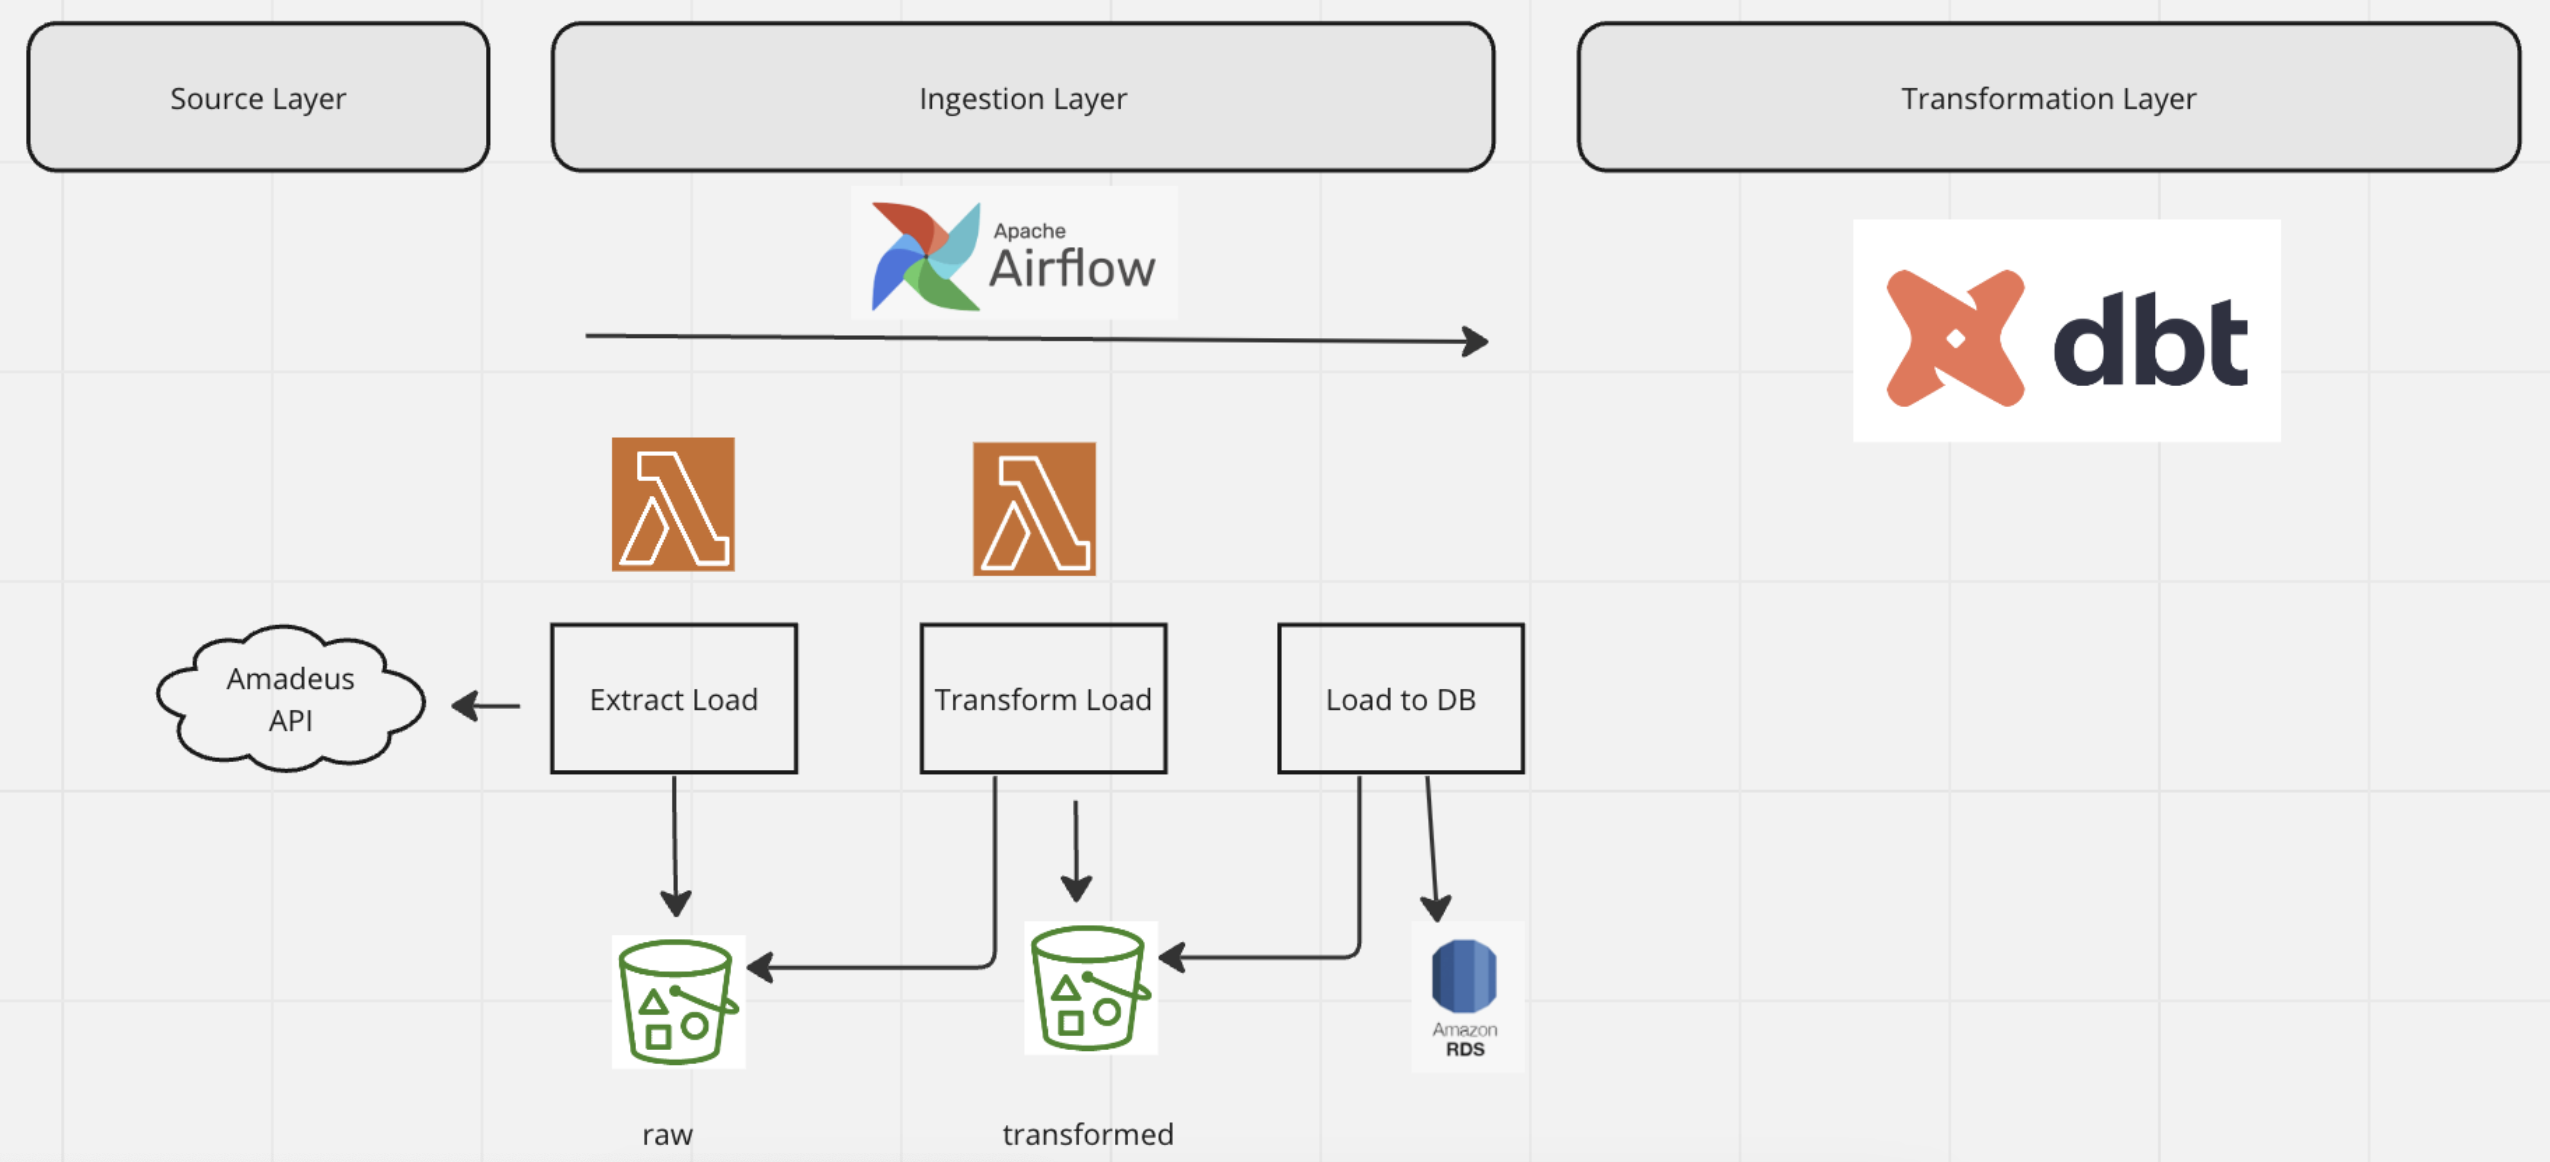 Source Layer
Ingestion Layer
Transformation Layer
Apache
Airflow
dbt
Amadeus
API
Extract Load
Transform Load
Load to DB
Amazon
RDS
raw
transformed